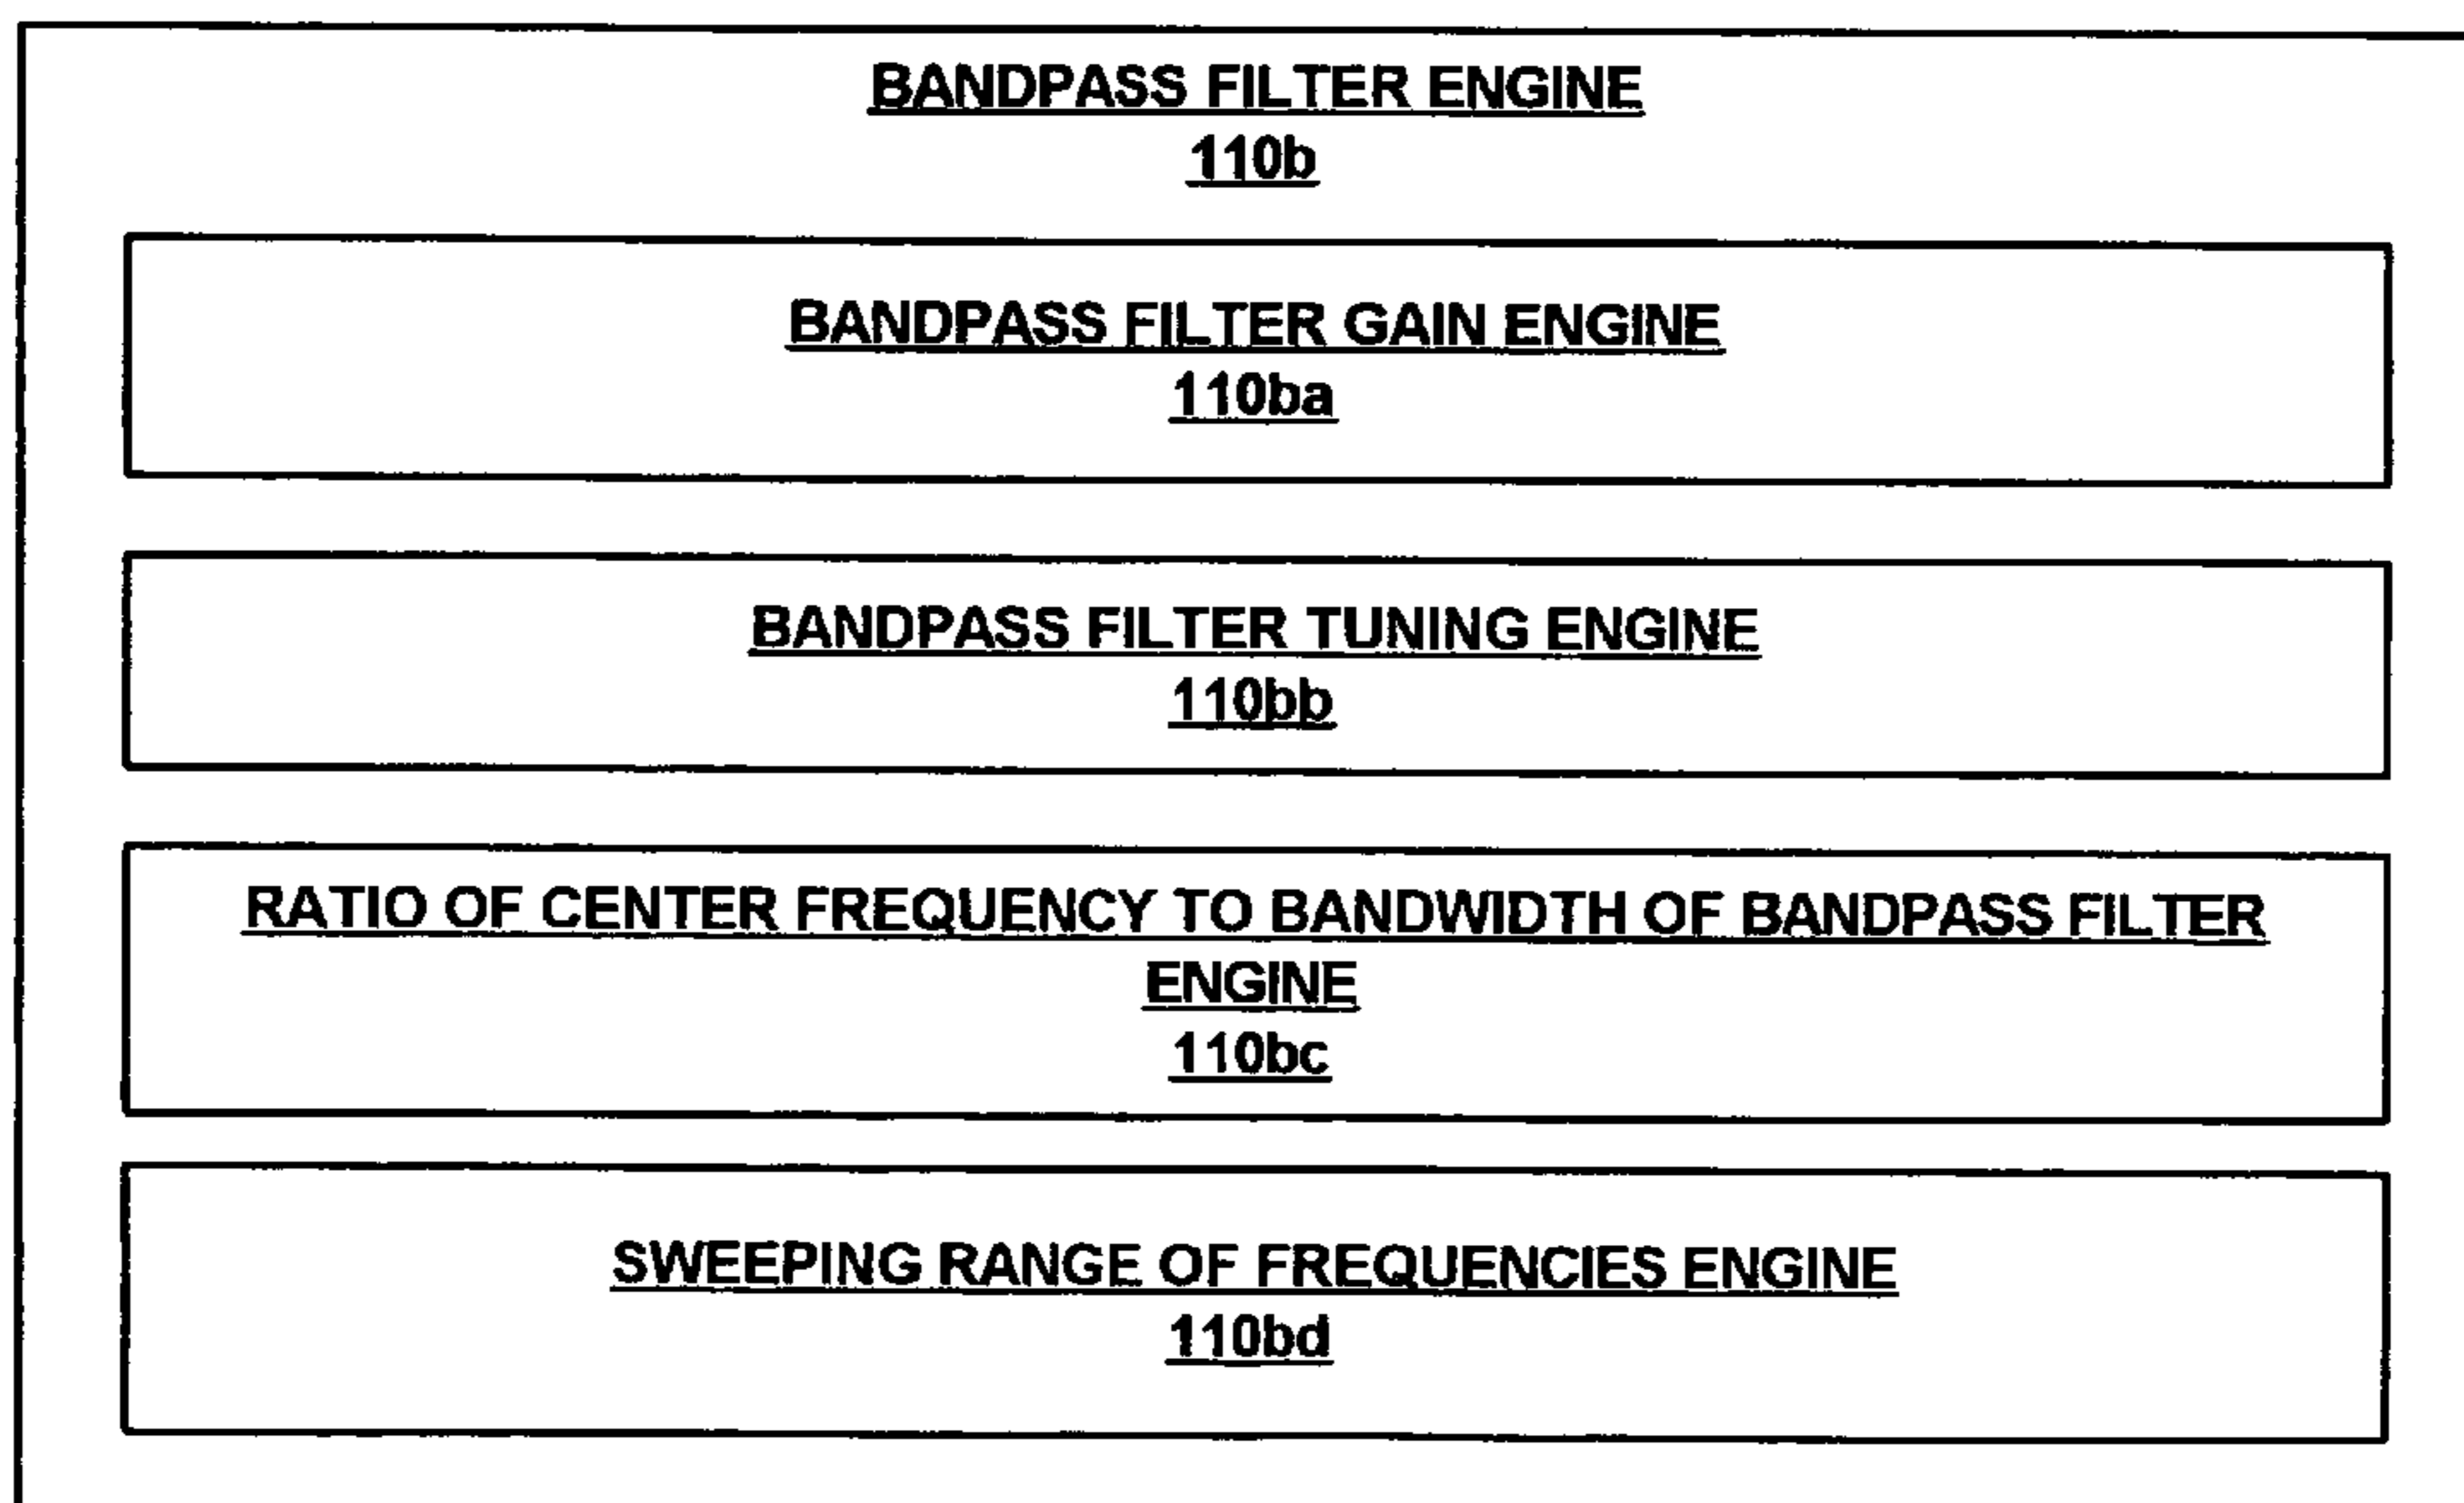 BANDPASS FILTER ENGINE
110b
BANDPASS FILTER GAIN ENGINE
110ba
BANDPASS FILTER TUNING ENGINE
110bb
RATIO OF CENTER FREQUENCY TO BANDWIDTH OF BANDPASS FILTER
ENGINE
110bc
SWEEPING RANGE OF FREQUENCIES ENGINE
110bd